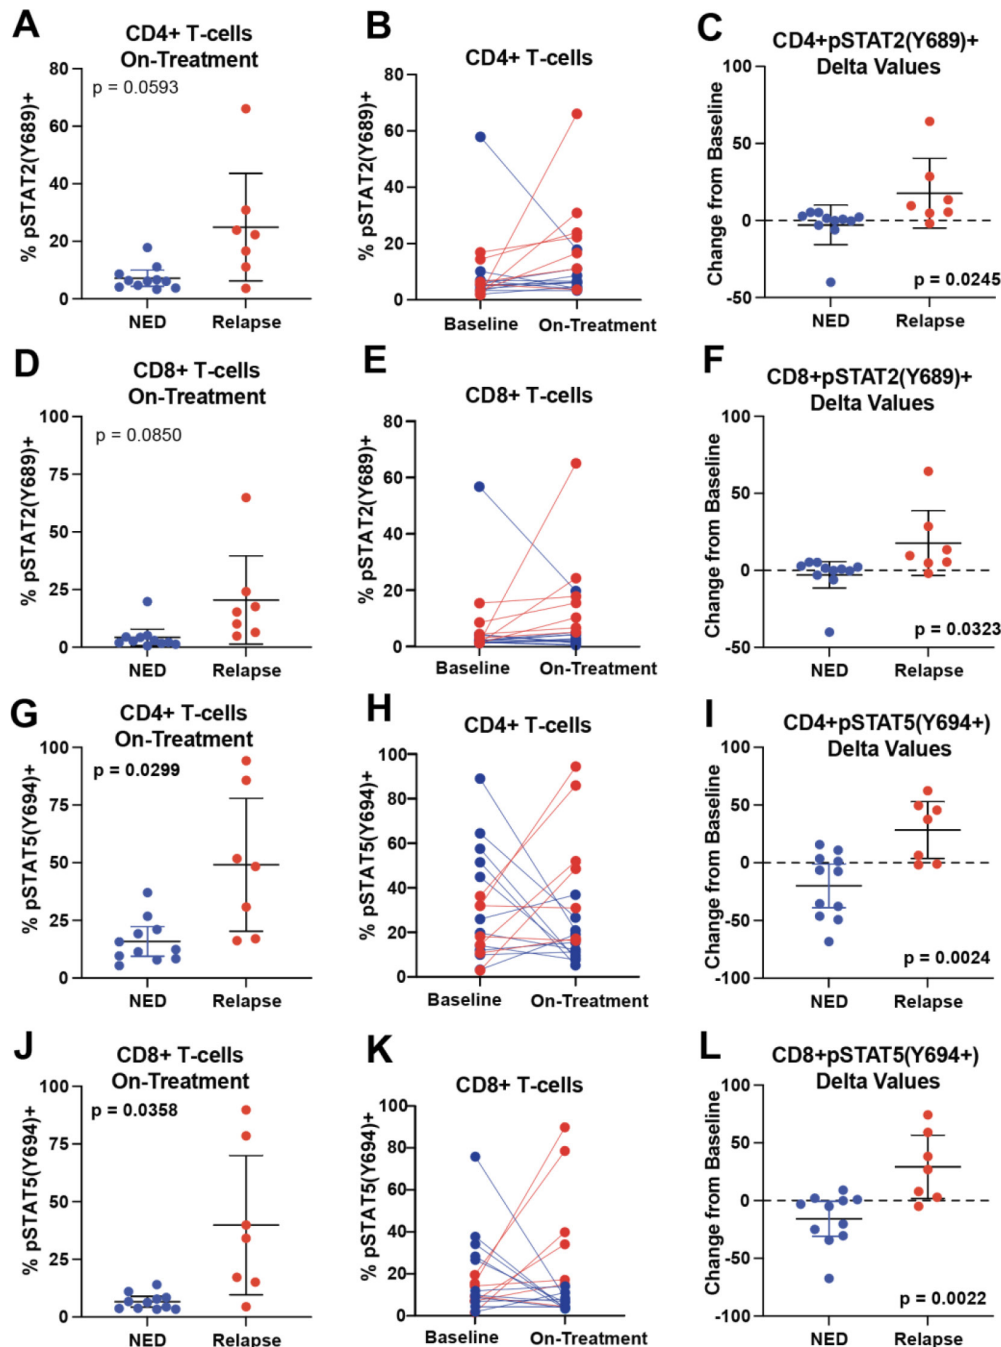 A
CD4+ T-cells
On-Treatment
% pSTAT2(Y689)+
80
60
40
20
0
p = 0.0593
NED
Relapse
B
CD4+ T-cells
% pSTAT2(Y689)+
80
60
40
20
0
Baseline
On-Treatment
C
CD4+pSTAT2(Y689)+
Delta Values
Change from Baseline
100
50
0
-50
p = 0.0245
NED
Relapse
D
CD8+ T-cells
On-Treatment
% pSTAT2(Y689)+
100
75
50
25
0
p = 0.0850
NED
Relapse
E
CD8+ T-cells
% pSTAT2(Y689)+
80
60
40
20
0
Baseline
On-Treatment
F
CD8+pSTAT2(Y689)+
Delta Values
Change from Baseline
100
50
0
-50
p = 0.0323
NED
Relapse
G
CD4+ T-cells
On-Treatment
% pSTAT5(Y694)+
100
75
50
25
0
p = 0.0299
NED
Relapse
H
CD4+ T-cells
% pSTAT5(Y694)+
100
80
60
40
20
0
Baseline
On-Treatment
I
CD4+pSTAT5(Y694+)
Delta Values
Change from Baseline
100
50
0
-50
-100
p = 0.0024
NED
Relapse
J
CD8+ T-cells
On-Treatment
% pSTAT5(Y694)+
100
75
50
25
0
p = 0.0358
NED
Relapse
K
CD8+ T-cells
% pSTAT5(Y694)+
100
80
60
40
20
0
Baseline
On-Treatment
L
CD8+pSTAT5(Y694+)
Delta Values
Change from Baseline
100
50
0
-50
-100
p = 0.0022
NED
Relapse